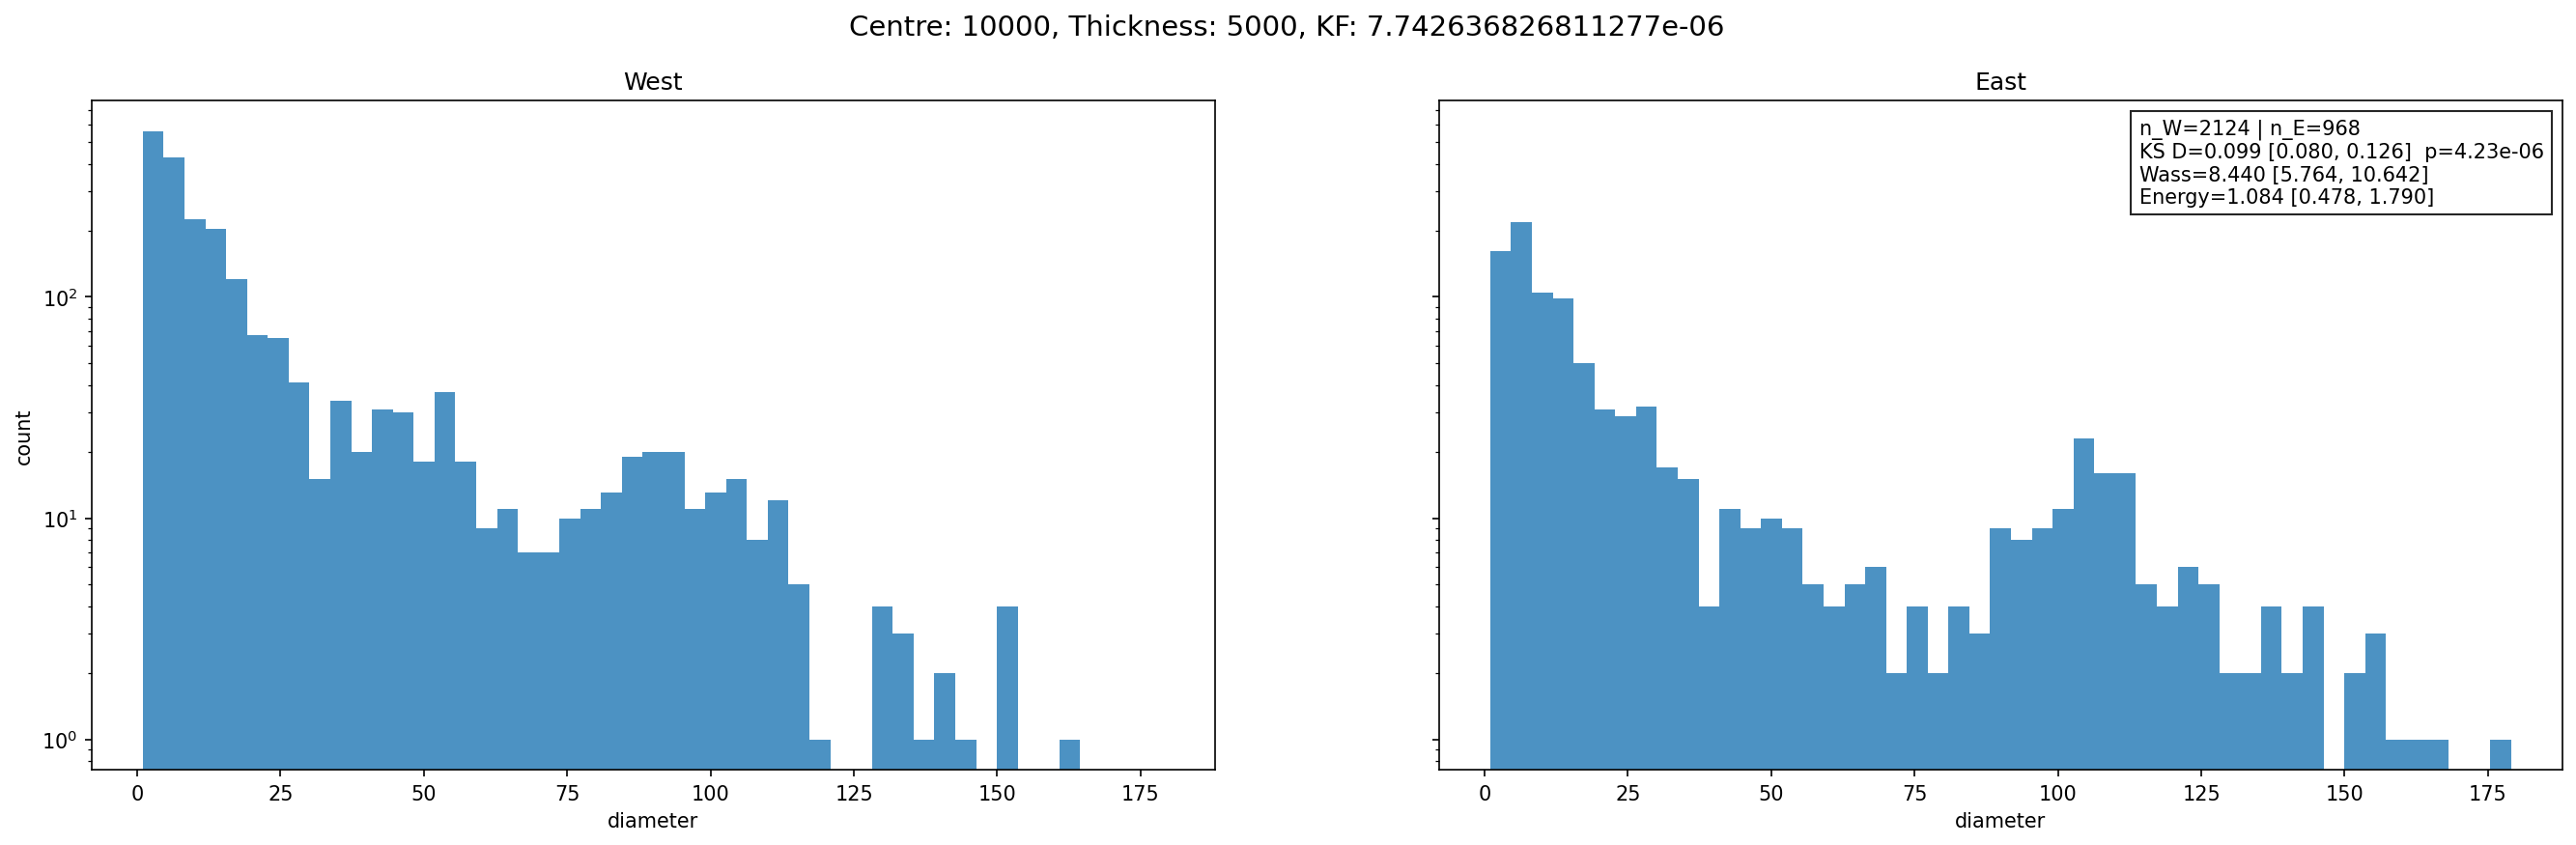 Centre: 10000, Thickness: 5000, KF: 7.742636826811277e-06
West
East
n_W=2124 | n_E=968
KS D=0.099 [0.080, 0.126]  p=4.23e-06
Wass=8.440 [5.764, 10.642]
Energy=1.084 [0.478, 1.790]
10²
10¹
10⁰
count
0 25 50 75 100 125 150 175
diameter
0 25 50 75 100 125 150 175
diameter